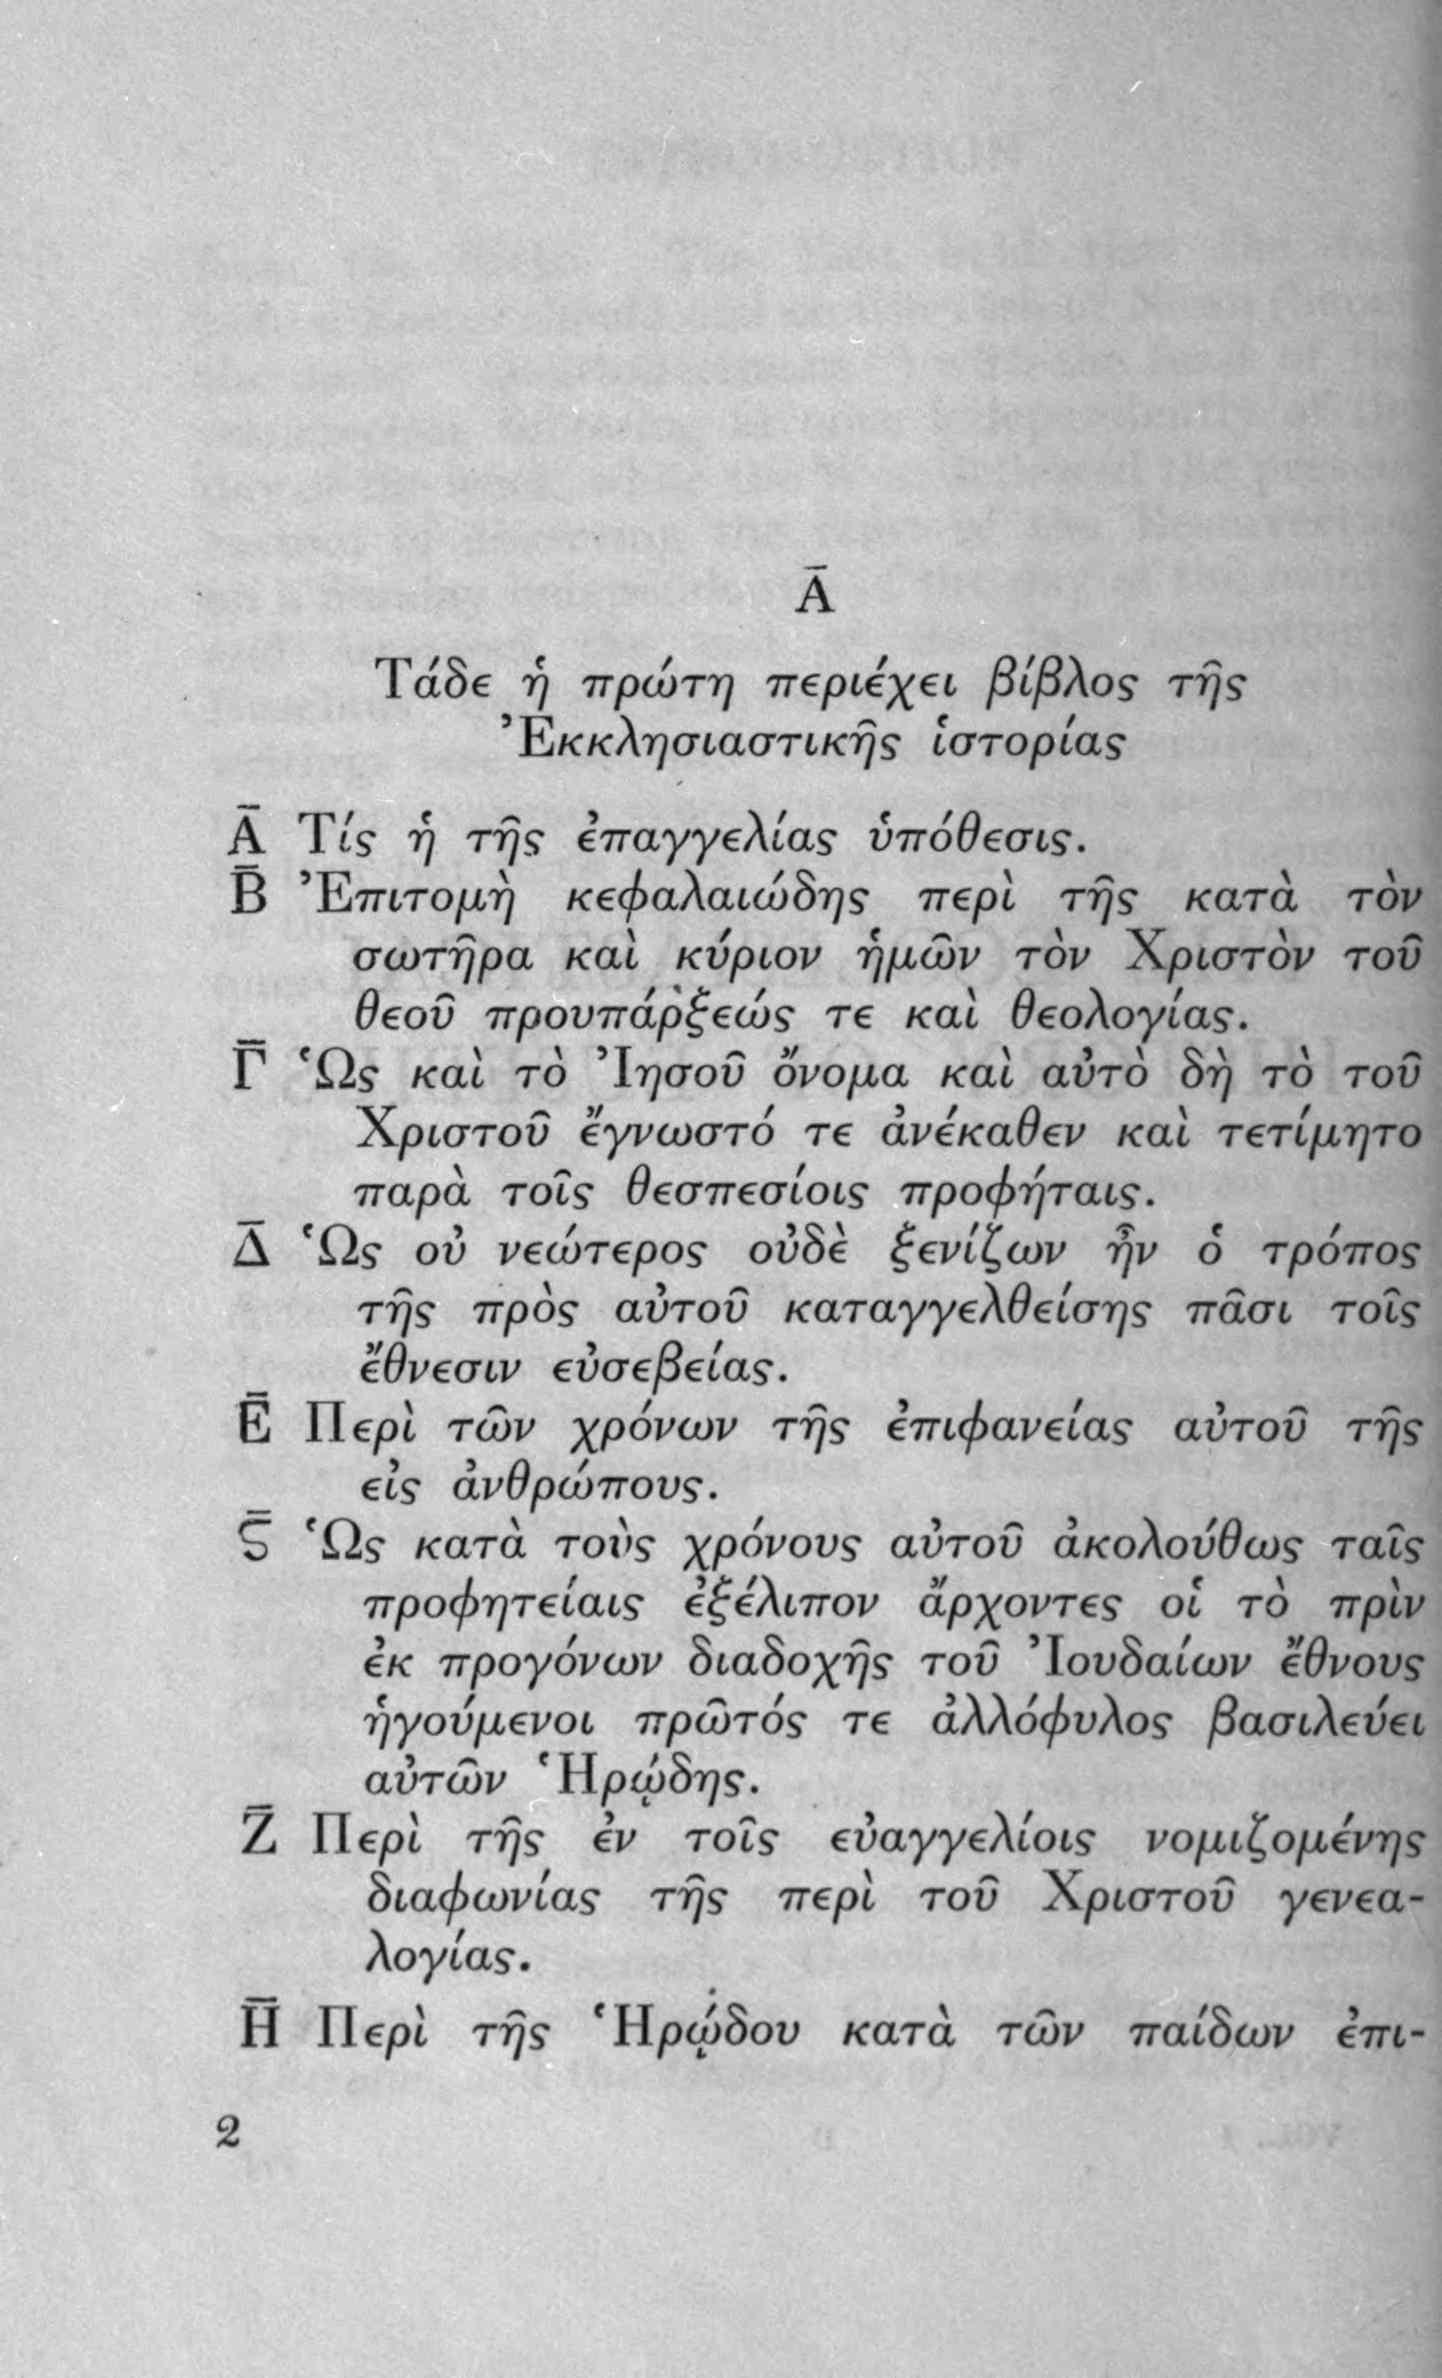 Ᾱ
Τάδε ἡ πρώτη περιέχει βίβλος τῆς
Ἐκκλησιαστικῆς ἱστορίας
Ᾱ Τίς ἡ τῆς ἐπαγγελίας ὑπόθεσις.
Β̄ Ἐπιτομὴ κεφαλαιώδης περὶ τῆς κατὰ τὸν
σωτῆρα καὶ κύριον ἡμῶν τὸν Χριστὸν τοῦ
θεοῦ προυπάρξεώς τε καὶ θεολογίας.
Γ̄ Ὡς καὶ τὸ Ἰησοῦ ὄνομα καὶ αὐτὸ δὴ τὸ τοῦ
Χριστοῦ ἔγνωστό τε ἀνέκαθεν καὶ τετίμητο
παρὰ τοῖς θεσπεσίοις προφήταις.
Δ̄ Ὡς οὐ νεώτερος οὐδὲ ξενίζων ἦν ὁ τρόπος
τῆς πρὸς αὐτοῦ καταγγελθείσης πᾶσι τοῖς
ἔθνεσιν εὐσεβείας.
Ε̄ Περὶ τῶν χρόνων τῆς ἐπιφανείας αὐτοῦ τῆς
εἰς ἀνθρώπους.
Ϛ̄ Ὡς κατὰ τοὺς χρόνους αὐτοῦ ἀκολούθως ταῖς
προφητείαις ἐξέλιπον ἄρχοντες οἱ τὸ πρὶν
ἐκ προγόνων διαδοχῆς τοῦ Ἰουδαίων ἔθνους
ἡγούμενοι πρῶτός τε ἀλλόφυλος βασιλεύει
αὐτῶν Ἡρῴδης.
Ζ̄ Περὶ τῆς ἐν τοῖς εὐαγγελίοις νομιζομένης
διαφωνίας τῆς περὶ τοῦ Χριστοῦ γενεα-
λογίας.
Η̄ Περὶ τῆς Ἡρῴδου κατὰ τῶν παίδων ἐπι-
2